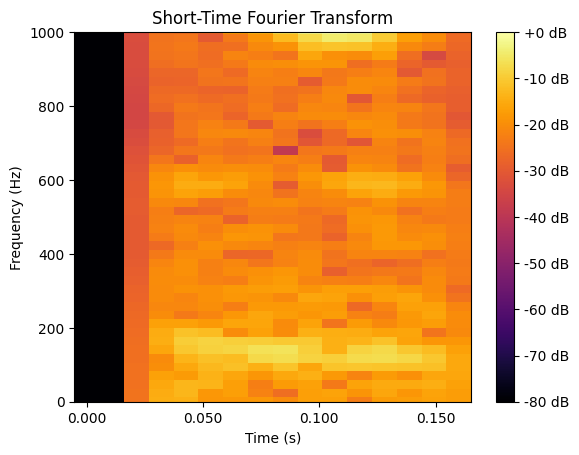 Short-Time Fourier Transform
Frequency (Hz)
1000
800
600
400
200
0
0.000
0.050
0.100
0.150
Time (s)
+0 dB
-10 dB
-20 dB
-30 dB
-40 dB
-50 dB
-60 dB
-70 dB
-80 dB